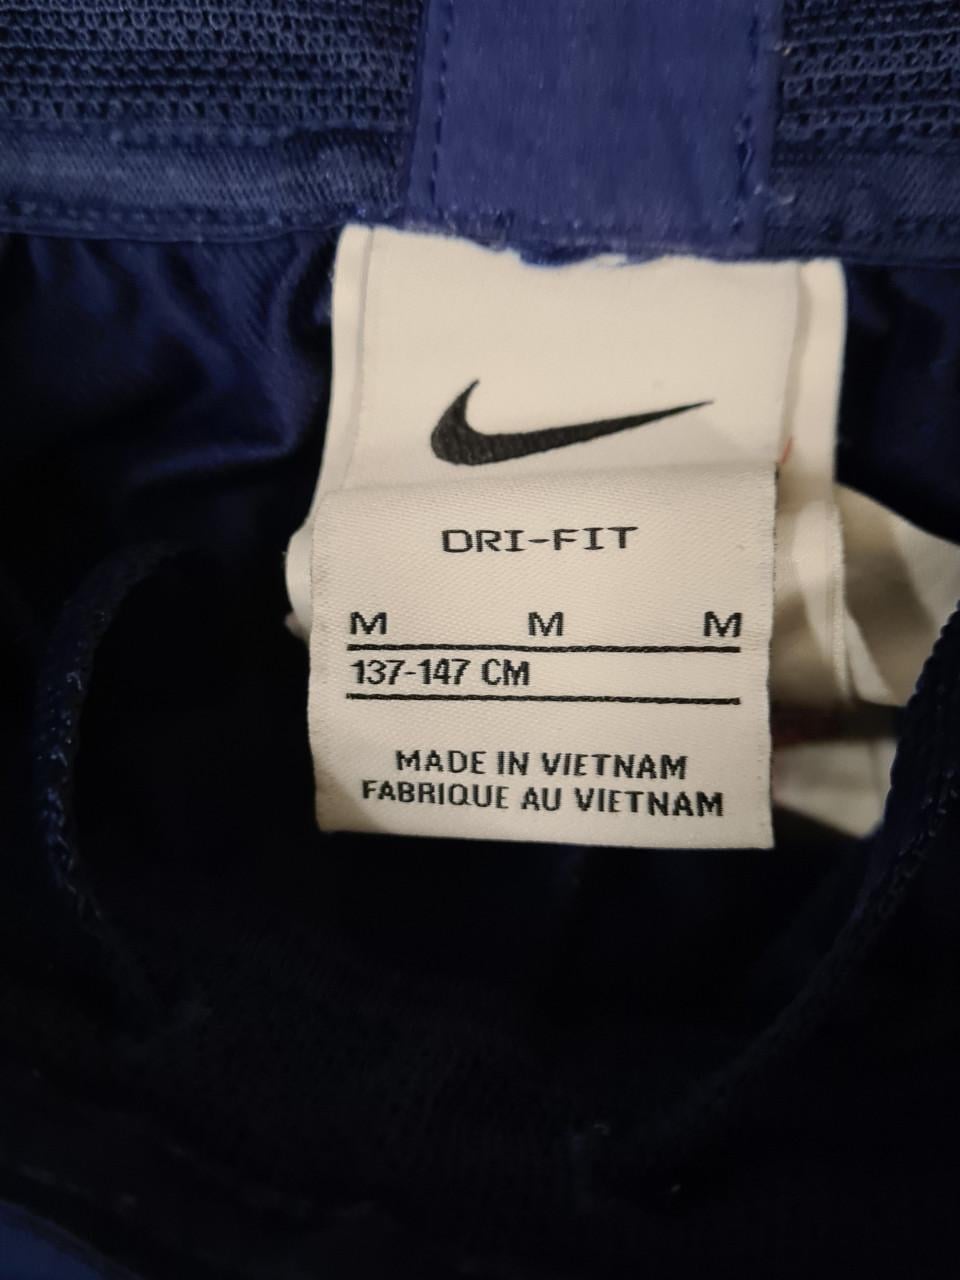 DRI-FIT
M M M
137-147 CM
MADE IN VIETNAM
FABRIQUE AU VIETNAM